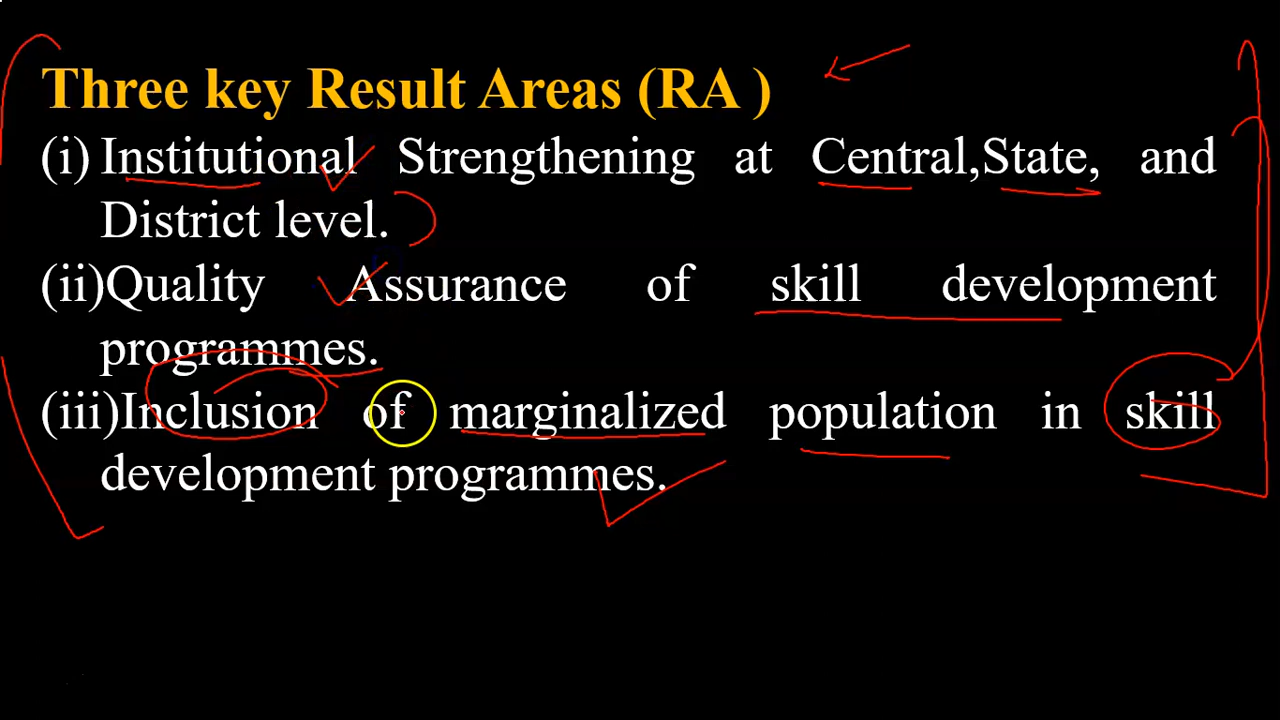 Three key Result Areas (RA )
(i) Institutional Strengthening at Central,State, and
District level.
(ii)Quality Assurance of skill development
programmes.
(iii)Inclusion of marginalized population in skill
development programmes.